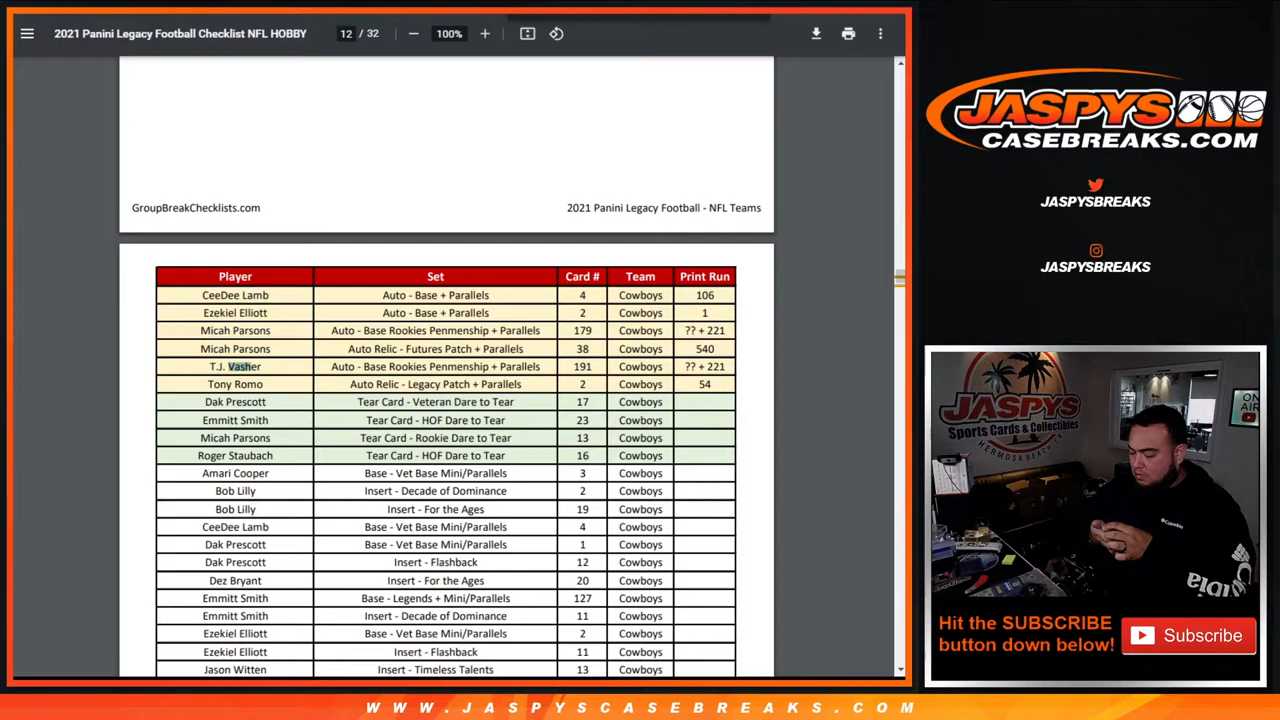 2021 Panini Legacy Football Checklist NFL HOBBY 12 / 32 100%
GroupBreakChecklists.com 2021 Panini Legacy Football - NFL Teams
Player Set Card # Team Print Run
CeeDee Lamb Auto - Base + Parallels 4 Cowboys 106
Ezekiel Elliott Auto - Base + Parallels 2 Cowboys 1
Micah Parsons Auto - Base Rookies Penmenship + Parallels 179 Cowboys ?? + 221
Micah Parsons Auto Relic - Futures Patch + Parallels 38 Cowboys 540
T.J. Vasher Auto - Base Rookies Penmenship + Parallels 191 Cowboys ?? + 221
Tony Romo Auto Relic - Legacy Patch + Parallels 2 Cowboys 54
Dak Prescott Tear Card - Veteran Dare to Tear 17 Cowboys
Emmitt Smith Tear Card - HOF Dare to Tear 23 Cowboys
Micah Parsons Tear Card - Rookie Dare to Tear 13 Cowboys
Roger Staubach Tear Card - HOF Dare to Tear 16 Cowboys
Amari Cooper Base - Vet Base Mini/Parallels 3 Cowboys
Bob Lilly Insert - Decade of Dominance 2 Cowboys
Bob Lilly Insert - For the Ages 19 Cowboys
CeeDee Lamb Base - Vet Base Mini/Parallels 4 Cowboys
Dak Prescott Base - Vet Base Mini/Parallels 1 Cowboys
Dak Prescott Insert - Flashback 12 Cowboys
Dez Bryant Insert - For the Ages 20 Cowboys
Emmitt Smith Base - Legends + Mini/Parallels 127 Cowboys
Emmitt Smith Insert - Decade of Dominance 11 Cowboys
Ezekiel Elliott Base - Vet Base Mini/Parallels 2 Cowboys
Ezekiel Elliott Insert - Flashback 11 Cowboys
Jason Witten Insert - Timeless Talents 13 Cowboys
JASPYS
CASEBREAKS.COM
JASPYSBREAKS
JASPYSBREAKS
JASPYS
Sports Cards & Collectibles
HERMOSA BEACH
ON
AIR
Columbia
Hit the SUBSCRIBE
button down below!
Subscribe
WWW.JASPYSCASEBREAKS.COM